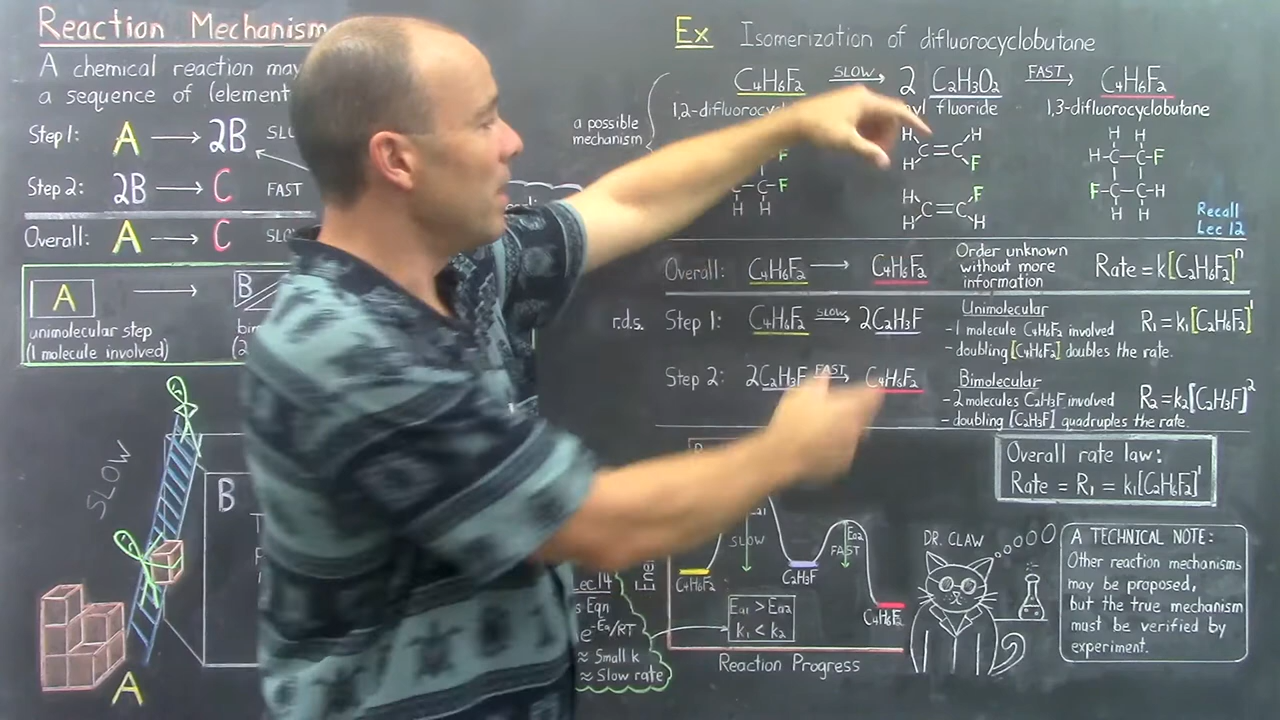 Reaction Mechanism
A chemical reaction may
a sequence of (element
Step 1: A ⟶ 2B
Step 2: 2B ⟶ C FAST
Overall: A ⟶ C
A ⟶ B
unimolecular step
(1 molecule involved)
SLOW
B
A
Ex Isomerization of difluorocyclobutane
a possible
mechanism
C₄H₆F₂ SLOW⟶ 2 C₂H₃O₂ FAST⟶ C₄H₆F₂
fluoride 1,3-difluorocyclobutane
F
C-C-F
H H
H H
C=C
H F
H F
C=C
H H
H H
H-C-C-F
F-C-C-H
H H
Recall
Lec 12
Overall: C₄H₆F₂ ⟶ C₄H₆F₂ Order unknown
without more
information
Rate = k[C₂H₆F₂]ⁿ
r.d.s. Step 1: C₄H₆F₂ SLOW⟶ 2C₂H₃F
Unimolecular
-1 molecule C₄H₆F₂ involved
-doubling [C₄H₆F₂] doubles the rate.
R₁=k₁[C₂H₆F₂]¹
Step 2: 2C₂H₃F FAST⟶ C₄H₆F₂
Bimolecular
-2 molecules C₂H₃F involved
-doubling [C₂H₃F] quadruples the rate.
R₂=k₂[C₂H₃F]²
Overall rate law:
Rate = R₁ = k₁[C₂H₆F₂]¹
SLOW
Ea₂
FAST
C₄H₆F₂
C₂H₃F
C₄H₆F₂
Ea₁ > Ea₂
k₁ < k₂
Reaction Progress
Lec 14
Eqn
e^-Ea/RT
≈ Small k
≈ Slow rate
DR. CLAW
A TECHNICAL NOTE:
Other reaction mechanisms
may be proposed,
but the true mechanism
must be verified by
experiment.